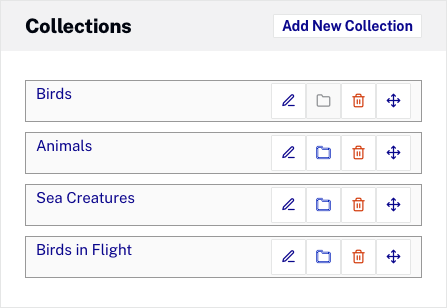 Collections
Add New Collection
Birds
Animals
Sea Creatures
Birds in Flight